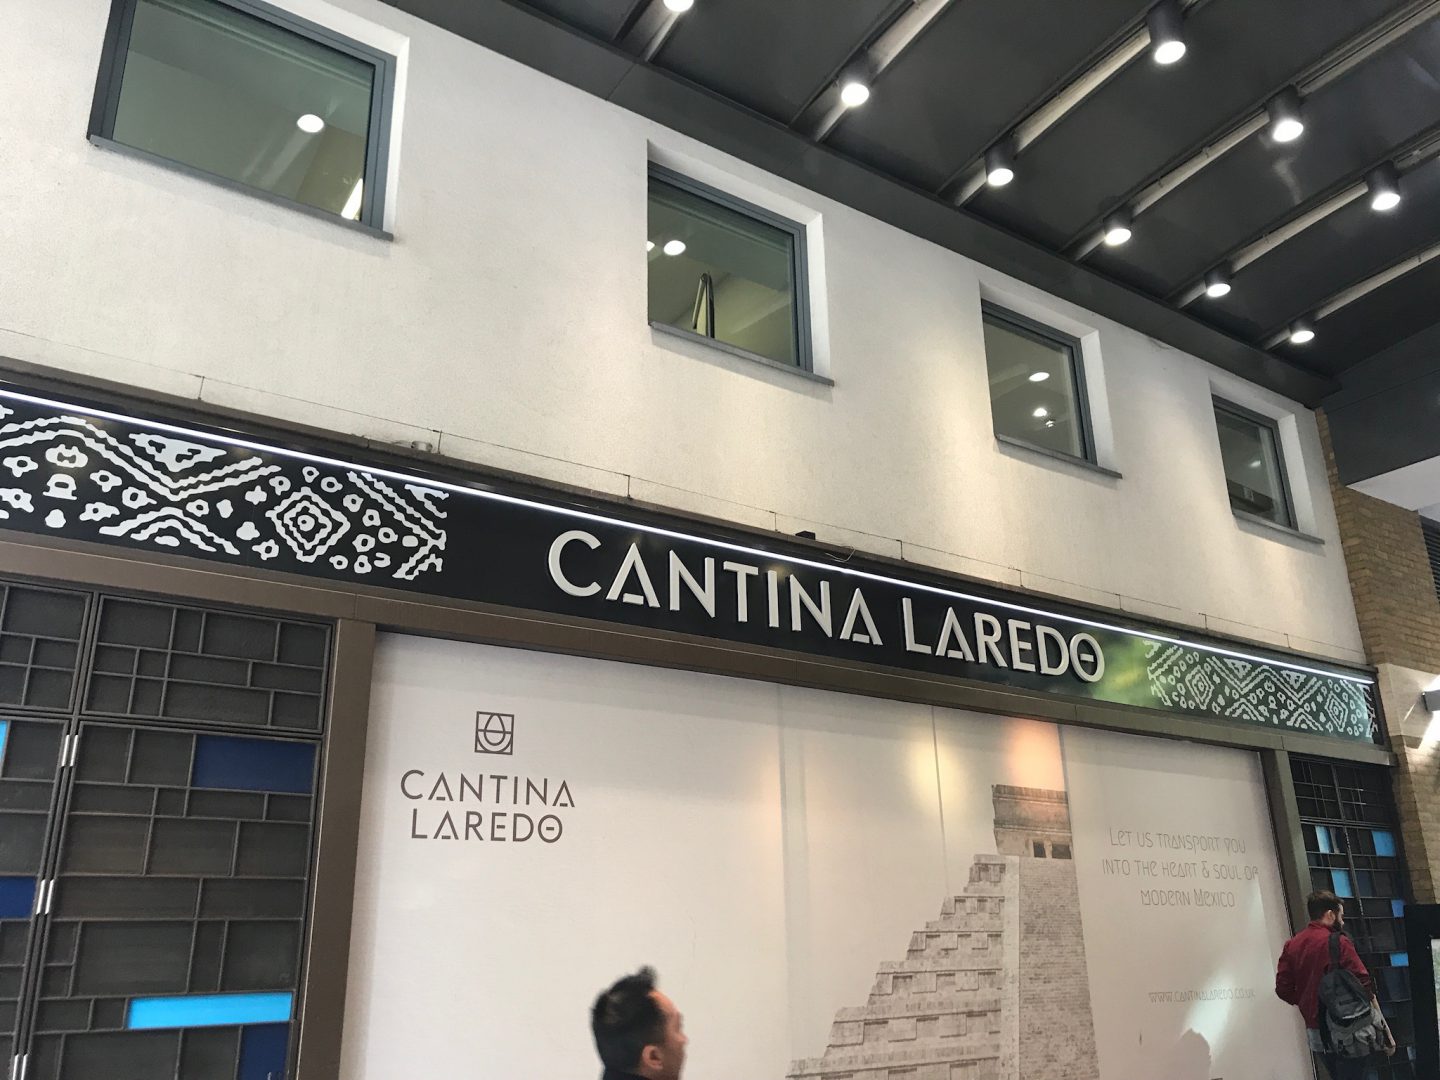 CANTINA LAREDO
CANTINA
LAREDO
LET US TRANSPORT YOU
INTO THE HEART & SOUL OF
MODERN MEXICO
WWW.CANTINALAREDO.CO.UK